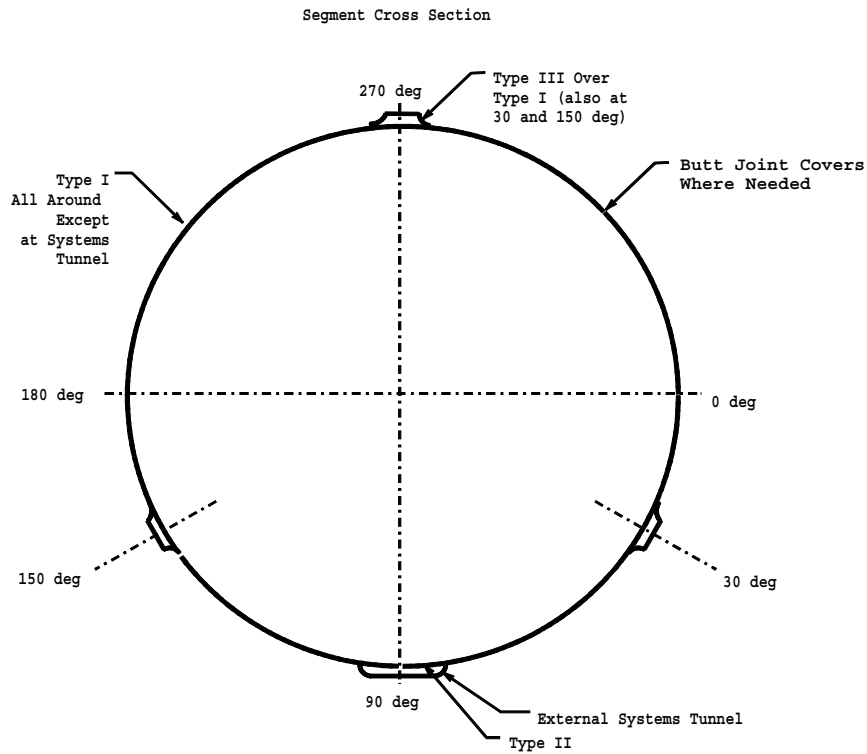 Segment Cross Section
270 deg
Type III Over
Type I (also at
30 and 150 deg)
Type I
All Around
Except
at Systems
Tunnel
Butt Joint Covers
Where Needed
180 deg
0 deg
150 deg
30 deg
90 deg
External Systems Tunnel
Type II